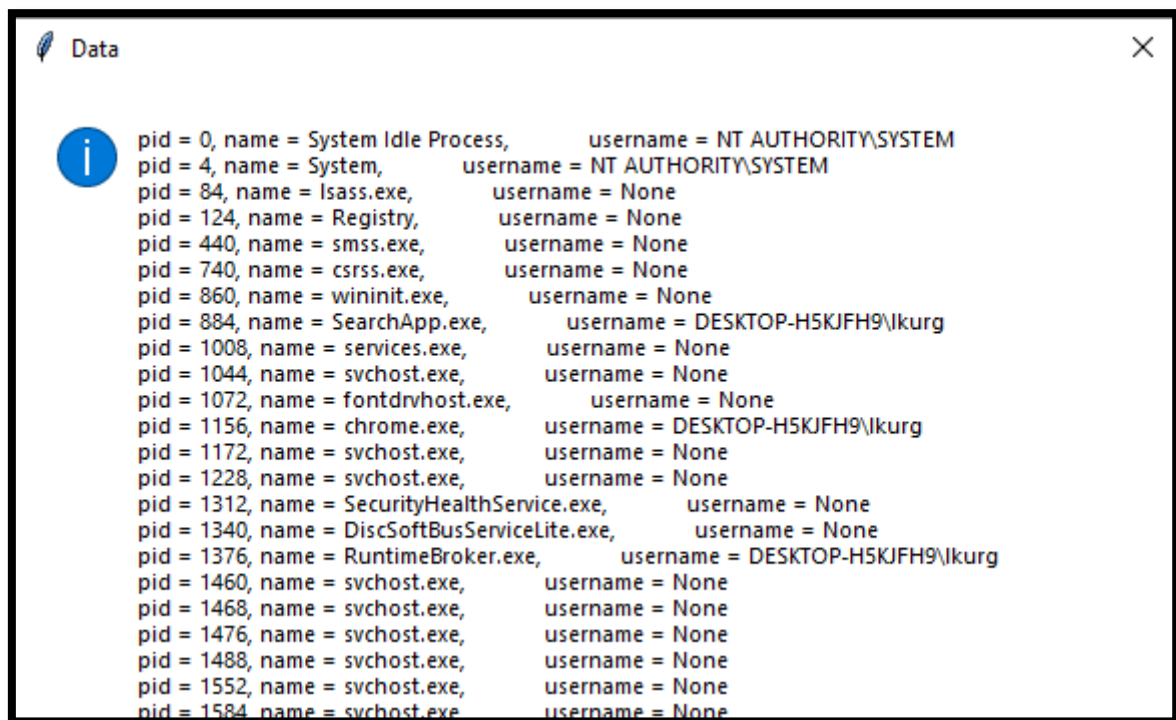 Data
pid = 0, name = System Idle Process, username = NT AUTHORITY\SYSTEM
pid = 4, name = System, username = NT AUTHORITY\SYSTEM
pid = 84, name = lsass.exe, username = None
pid = 124, name = Registry, username = None
pid = 440, name = smss.exe, username = None
pid = 740, name = csrss.exe, username = None
pid = 860, name = wininit.exe, username = None
pid = 884, name = SearchApp.exe, username = DESKTOP-H5KJFH9\lkurg
pid = 1008, name = services.exe, username = None
pid = 1044, name = svchost.exe, username = None
pid = 1072, name = fontdrvhost.exe, username = None
pid = 1156, name = chrome.exe, username = DESKTOP-H5KJFH9\lkurg
pid = 1172, name = svchost.exe, username = None
pid = 1228, name = svchost.exe, username = None
pid = 1312, name = SecurityHealthService.exe, username = None
pid = 1340, name = DiscSoftBusServiceLite.exe, username = None
pid = 1376, name = RuntimeBroker.exe, username = DESKTOP-H5KJFH9\lkurg
pid = 1460, name = svchost.exe, username = None
pid = 1468, name = svchost.exe, username = None
pid = 1476, name = svchost.exe, username = None
pid = 1488, name = svchost.exe, username = None
pid = 1552, name = svchost.exe, username = None
pid = 1584, name = svchost.exe, username = None